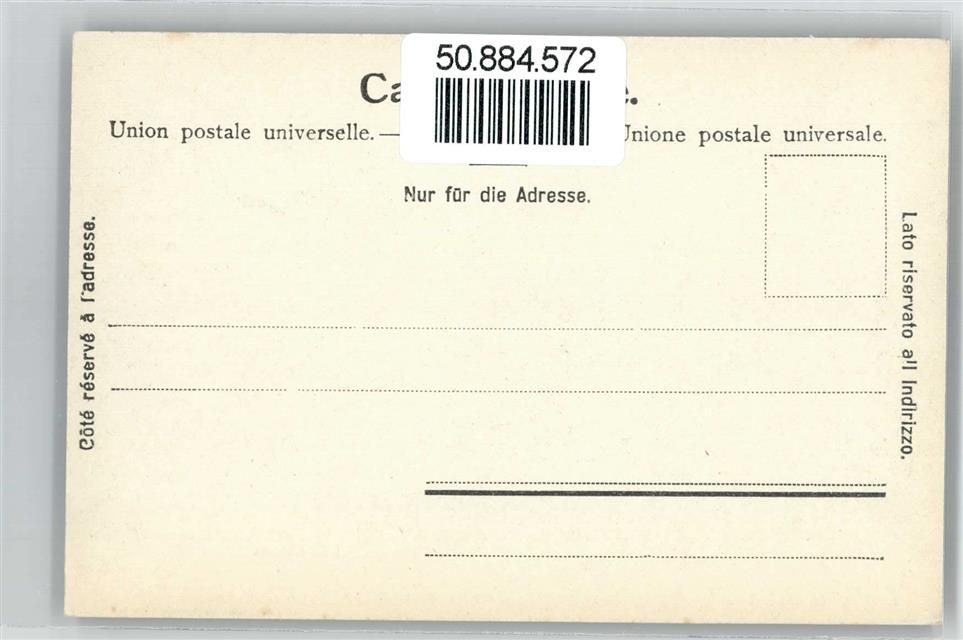 50.884.572
Union postale universelle. — Unione postale universale.
Nur für die Adresse.
Côté réservé à l'adresse.
Lato riservato all Indirizzo.